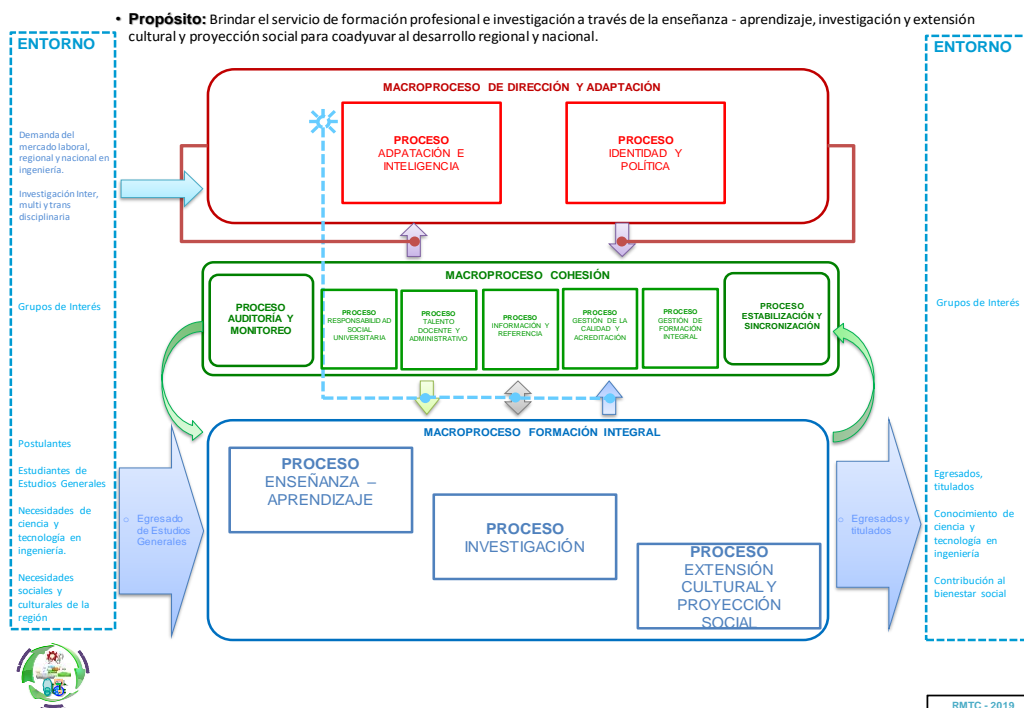 • Propósito: Brindar el servicio de formación profesional e investigación a través de la enseñanza - aprendizaje, investigación y extensión
cultural y proyección social para coadyuvar al desarrollo regional y nacional.
ENTORNO
Demanda del
mercado laboral,
regional y nacional en
ingeniería.
Investigación Inter,
multi y trans
disciplinaria
Grupos de Interés
Postulantes
Estudiantes de
Estudios Generales
Necesidades de
ciencia y
tecnología en
ingeniería.
Necesidades
sociales y
culturales de la
región
MACROPROCESO DE DIRECCIÓN Y ADAPTACIÓN
PROCESO
ADPATACIÓN E
INTELIGENCIA
PROCESO
IDENTIDAD Y
POLÍTICA
MACROPROCESO COHESIÓN
PROCESO
AUDITORÍA Y
MONITOREO
PROCESO
RESPONSABILIDAD
SOCIAL
UNIVERSITARIA
PROCESO
TALENTO
DOCENTE Y
ADMINISTRATIVO
PROCESO
INFORMACIÓN Y
REFERENCIA
PROCESO
GESTIÓN DE LA
CALIDAD Y
ACREDITACIÓN
PROCESO
GESTIÓN DE
FORMACIÓN
INTEGRAL
PROCESO
ESTABILIZACIÓN Y
SINCRONIZACIÓN
MACROPROCESO FORMACIÓN INTEGRAL
PROCESO
ENSEÑANZA –
APRENDIZAJE
PROCESO
INVESTIGACIÓN
PROCESO
EXTENSIÓN
CULTURAL Y
PROYECCIÓN
SOCIAL
○ Egresado
de Estudios
Generales
○ Egresados y
titulados
ENTORNO
Grupos de Interés
Egresados,
titulados
Conocimiento de
ciencia y
tecnología en
ingeniería
Contribución al
bienestar social
RMTC - 2019